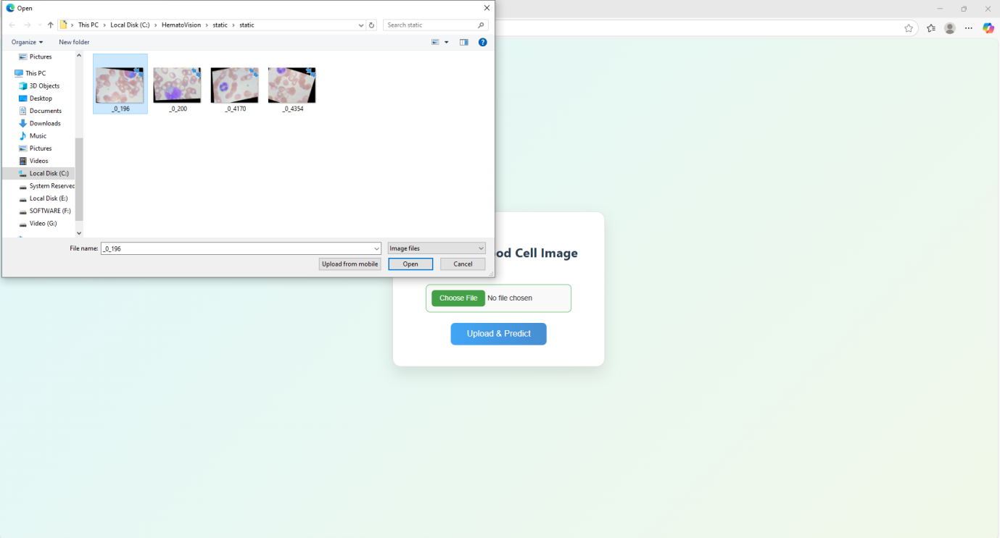 Open
This PC > Local Disk (C:) > HematoVision > static > static
Search static
Organize
New folder
Pictures
This PC
3D Objects
Desktop
Documents
Downloads
Music
Pictures
Videos
Local Disk (C:)
System Reserved
Local Disk (E:)
SOFTWARE (F:)
Video (G:)
_0_196
_0_200
_0_4170
_0_4354
File name:
_0_196
Image files
Upload from mobile
Open
Cancel
od Cell Image
Choose File No file chosen
Upload & Predict